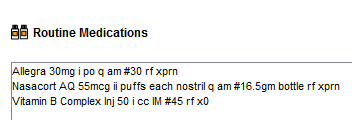 Routine Medications
Allegra 30mg i po q am #30 rf xprn
Nasacort AQ 55mcg ii puffs each nostril q am #16.5gm bottle rf xprn
Vitamin B Complex Inj 50 i cc IM #45 rf x0